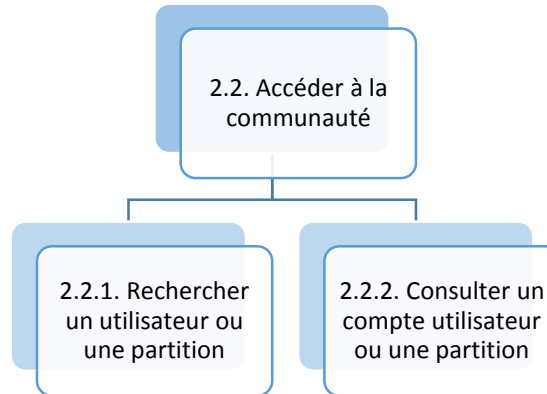 2.2. Accéder à la
communauté
2.2.1. Rechercher
un utilisateur ou
une partition
2.2.2. Consulter un
compte utilisateur
ou une partition